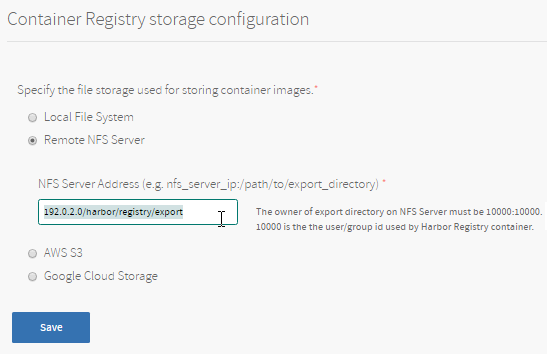 Container Registry storage configuration
Specify the file storage used for storing container images.*
Local File System
Remote NFS Server
NFS Server Address (e.g. nfs_server_ip:/path/to/export_directory) *
192.0.2.0/harbor/registry/export
The owner of export directory on NFS Server must be 10000:10000.
10000 is the the user/group id used by Harbor Registry container.
AWS S3
Google Cloud Storage
Save